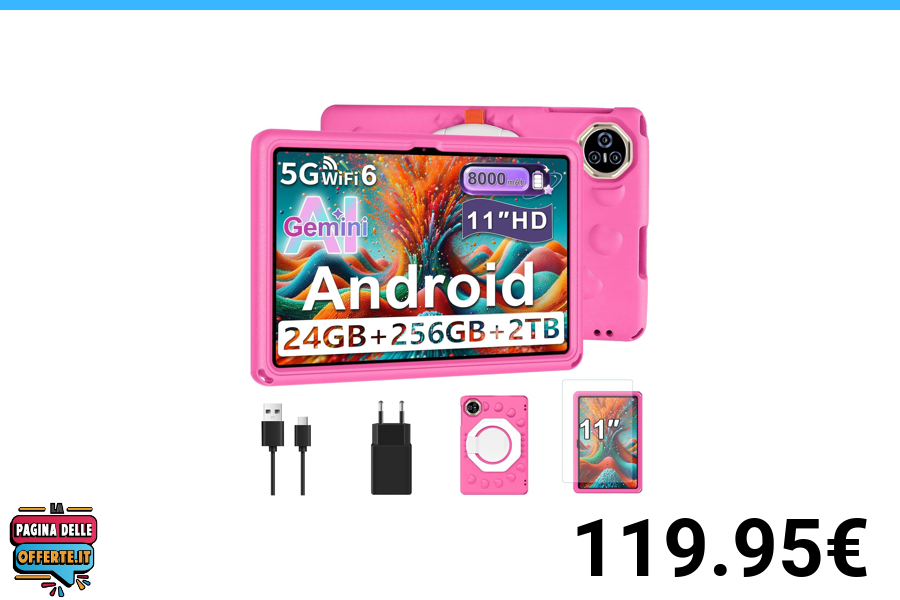 5G WiFi 6
8000mAh
AI
Gemini
11"HD
Android
24GB+256GB+2TB
11"
LA
PAGINA DELLE
OFFERTE.IT
119.95€